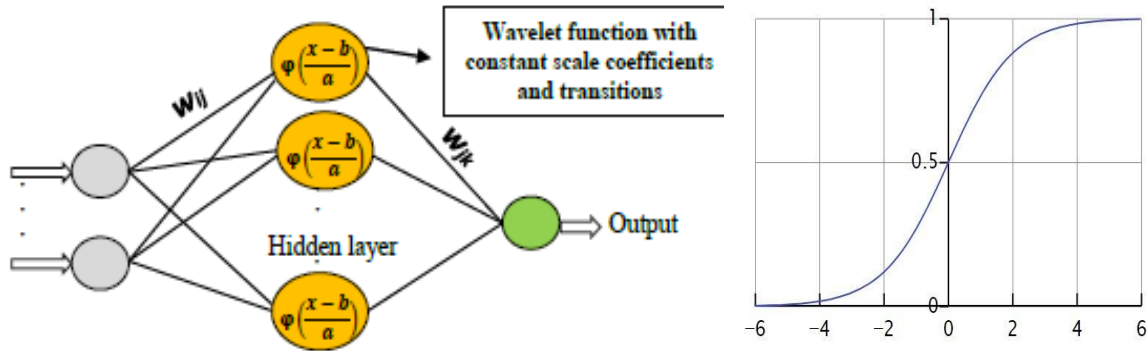 φ(x − b / a)
Wavelet function with
constant scale coefficients
and transitions
wij
φ(x − b / a)
wjk
Output
Hidden layer
φ(x − b / a)
1
0.5
0
−6 −4 −2 0 2 4 6